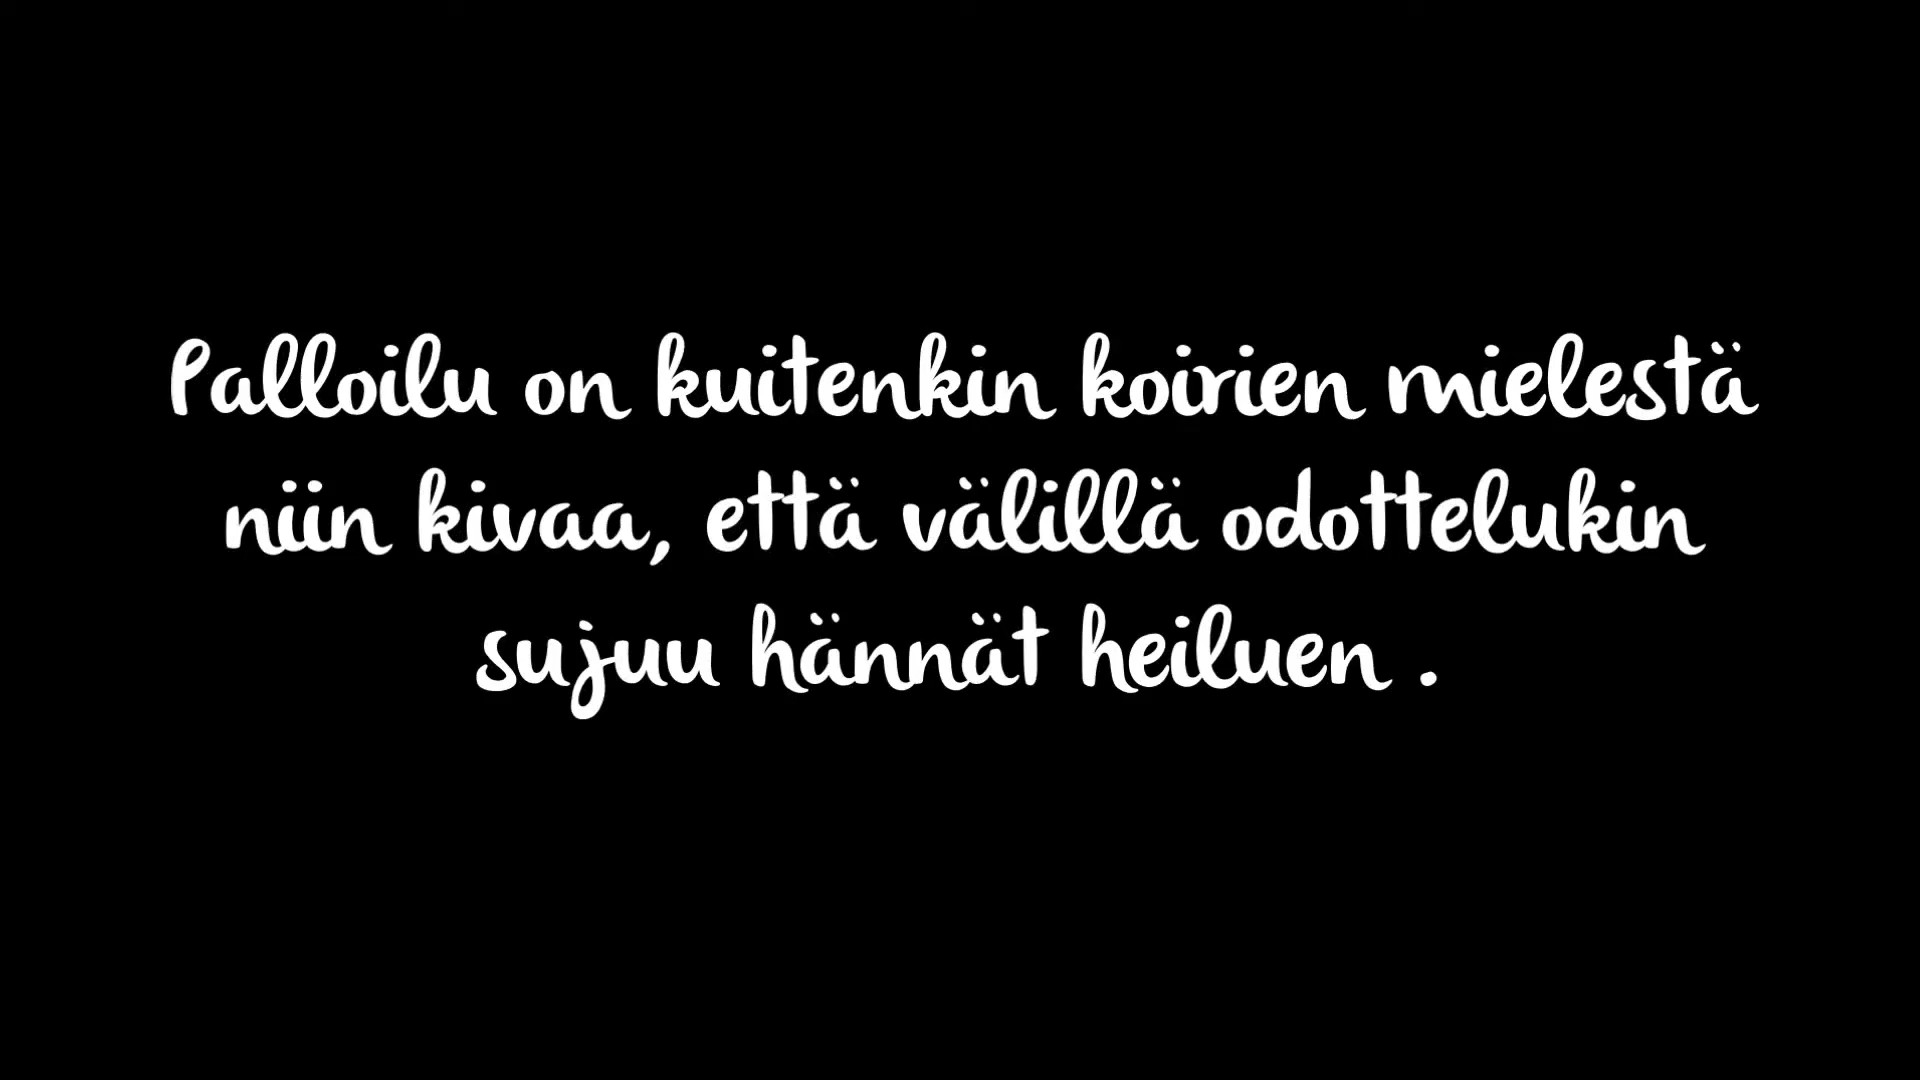 Palloilu on kuitenkin koirien mielestä
niin kivaa, että välillä odottelukin
sujuu hännät heiluen .